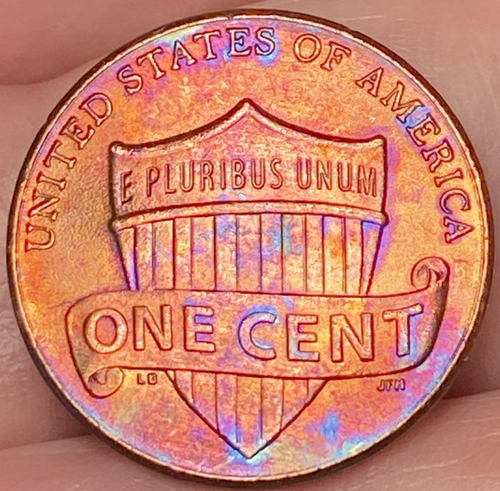 UNITED STATES OF AMERICA
E PLURIBUS UNUM
ONE CENT
LB
JFM